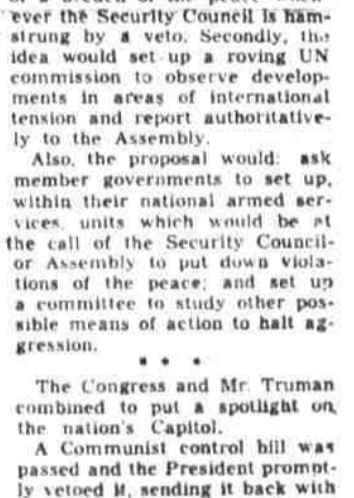 ever the Security Council is ham-
strung by a veto. Secondly, the
idea would set up a roving UN
commission to observe develop-
ments in areas of international
tension and report authoritative-
ly to the Assembly.
Also, the proposal would: ask
member governments to set up,
within their national armed ser-
vices, units which would be at
the call of the Security Council-
or Assembly to put down viola-
tions of the peace; and set up
a committee to study other pos-
sible means of action to halt ag-
gression.
* * *
The Congress and Mr. Truman
combined to put a spotlight on
the nation's Capitol.
A Communist control bill was
passed and the President prompt-
ly vetoed it, sending it back with